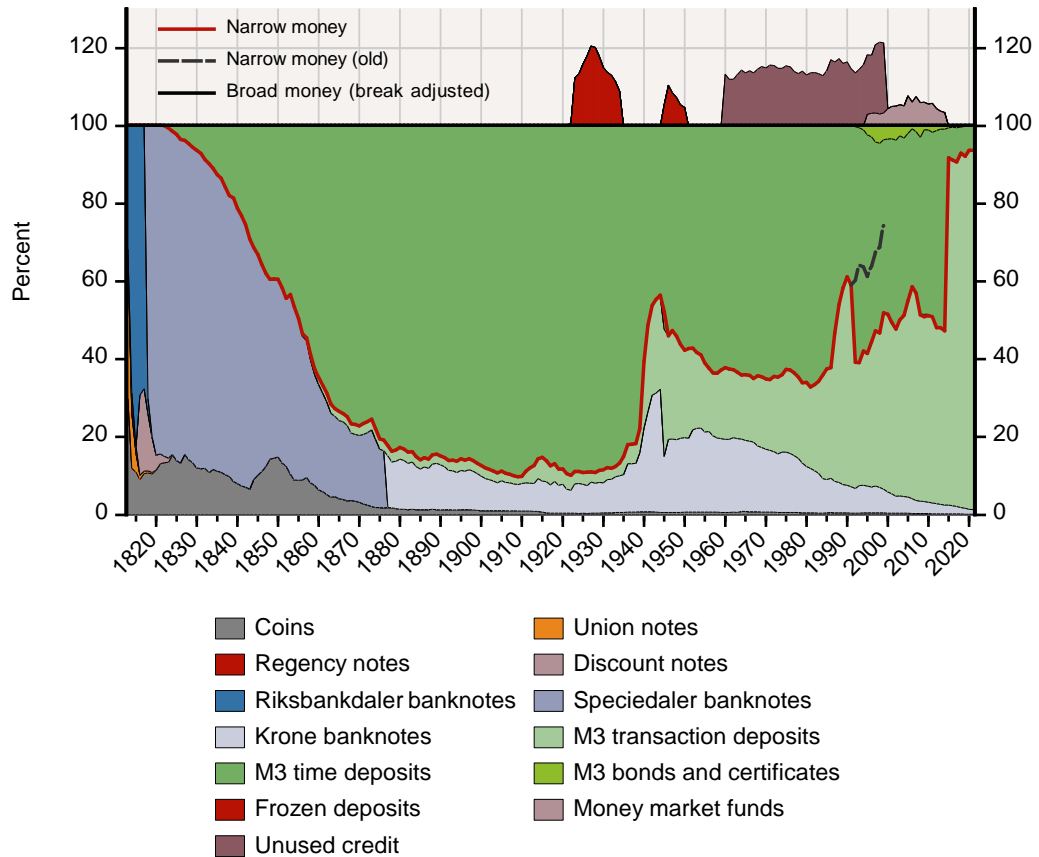 Narrow money
Narrow money (old)
Broad money (break adjusted)
Percent
120
100
80
60
40
20
0
120
100
80
60
40
20
0
1820 1830 1840 1850 1860 1870 1880 1890 1900 1910 1920 1930 1940 1950 1960 1970 1980 1990 2000 2010 2020
Coins
Union notes
Regency notes
Discount notes
Riksbankdaler banknotes
Speciedaler banknotes
Krone banknotes
M3 transaction deposits
M3 time deposits
M3 bonds and certificates
Frozen deposits
Money market funds
Unused credit